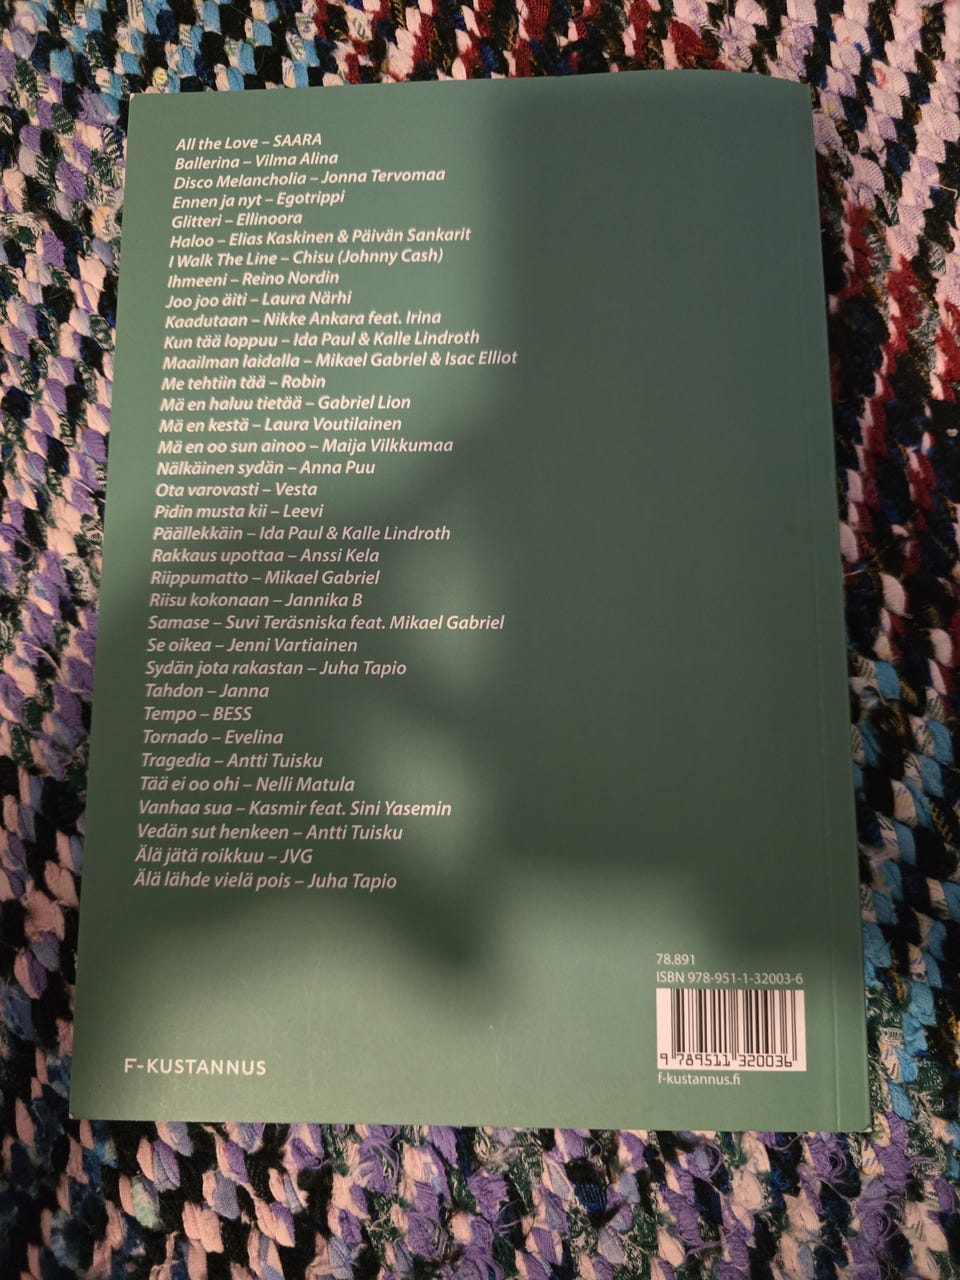 All the Love – SAARA
Ballerina – Vilma Alina
Disco Melancholia – Jonna Tervomaa
Ennen ja nyt – Egotrippi
Glitteri – Ellinoora
Haloo – Elias Kaskinen & Päivän Sankarit
I Walk The Line – Chisu (Johnny Cash)
Ihmeeni – Reino Nordin
Joo joo äiti – Laura Närhi
Kaadutaan – Nikke Ankara feat. Irina
Kun tää loppuu – Ida Paul & Kalle Lindroth
Maailman laidalla – Mikael Gabriel & Isac Elliot
Me tehtiin tää – Robin
Mä en haluu tietää – Gabriel Lion
Mä en kestä – Laura Voutilainen
Mä en oo sun ainoo – Maija Vilkkumaa
Nälkäinen sydän – Anna Puu
Ota varovasti – Vesta
Pidin musta kii – Leevi
Päällekkäin – Ida Paul & Kalle Lindroth
Rakkaus upottaa – Anssi Kela
Riippumatto – Mikael Gabriel
Riisu kokonaan – Jannika B
Samase – Suvi Teräsniska feat. Mikael Gabriel
Se oikea – Jenni Vartiainen
Sydän jota rakastan – Juha Tapio
Tahdon – Janna
Tempo – BESS
Tornado – Evelina
Tragedia – Antti Tuisku
Tää ei oo ohi – Nelli Matula
Vanhaa sua – Kasmir feat. Sini Yasemin
Vedän sut henkeen – Antti Tuisku
Älä jätä roikkuu – JVG
Älä lähde vielä pois – Juha Tapio
78.891
ISBN 978-951-1-32003-6
9 789511 320036
f-kustannus.fi
F-KUSTANNUS